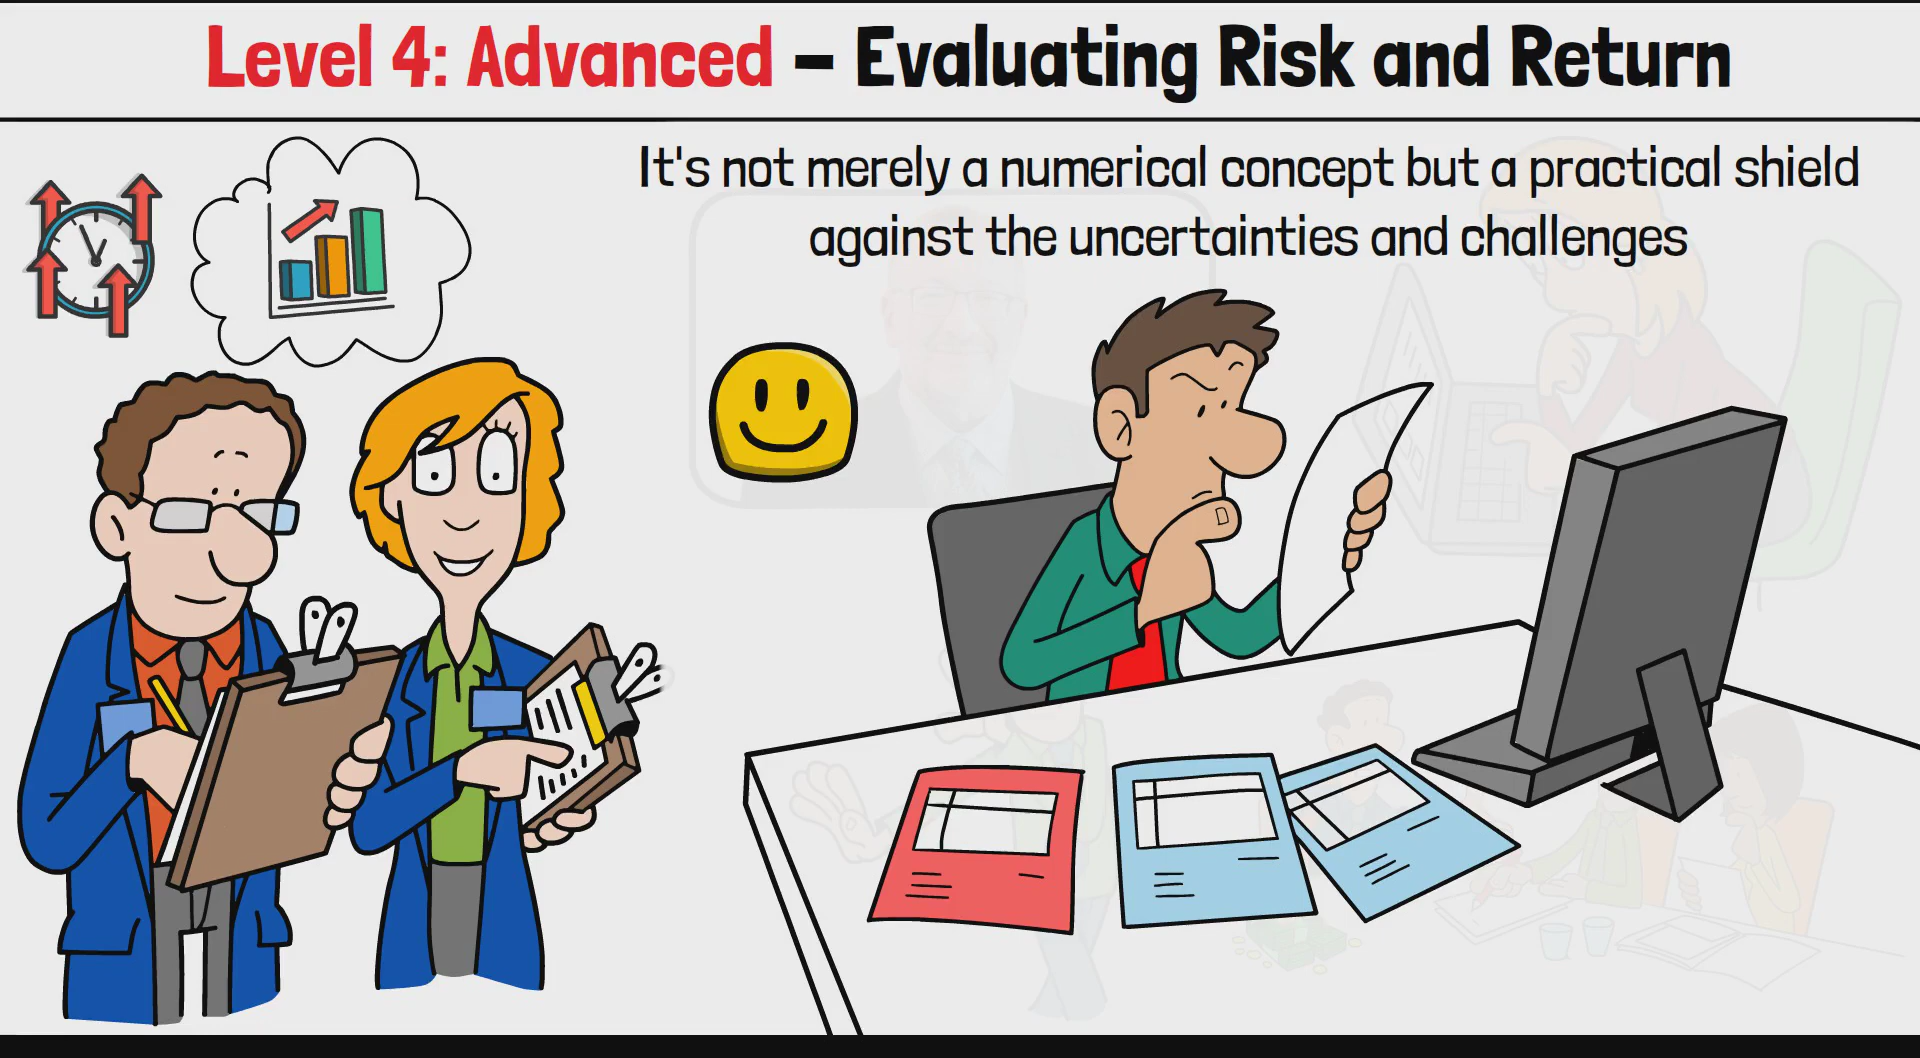 Level 4: Advanced – Evaluating Risk and Return
It's not merely a numerical concept but a practical shield
against the uncertainties and challenges